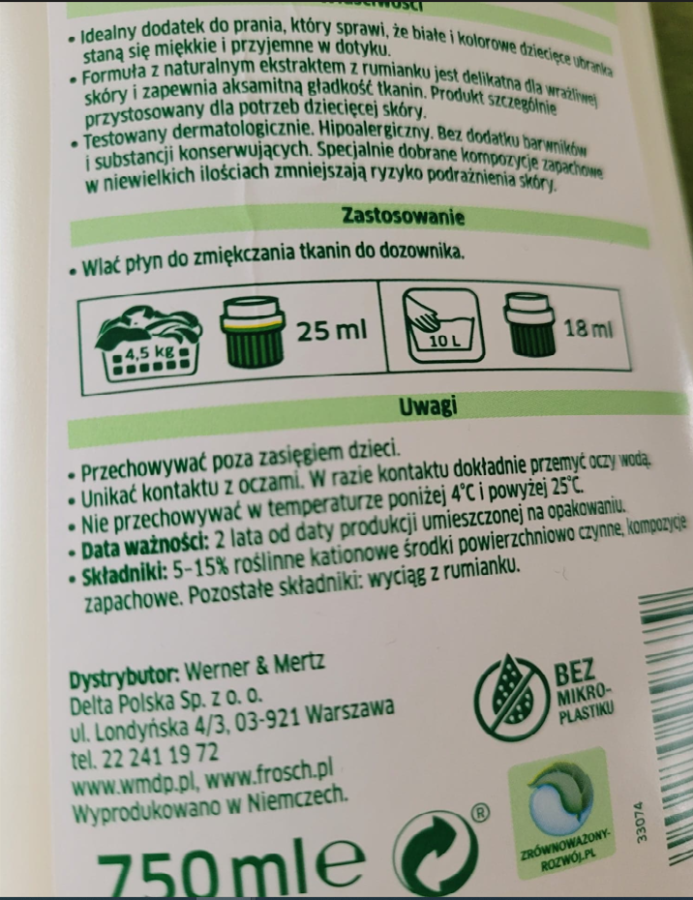 • Idealny dodatek do prania, który sprawi, że białe i kolorowe dziecięce ubranka
staną się miękkie i przyjemne w dotyku.
• Formuła z naturalnym ekstraktem z rumianku jest delikatna dla wrażliwej
skóry i zapewnia aksamitną gładkość tkanin. Produkt szczególnie
przystosowany dla potrzeb dziecięcej skóry.
• Testowany dermatologicznie. Hipoalergiczny. Bez dodatku barwników
i substancji konserwujących. Specjalnie dobrane kompozycje zapachowe
w niewielkich ilościach zmniejszają ryzyko podrażnienia skóry.
Zastosowanie
• Wlać płyn do zmiękczania tkanin do dozownika.
4,5 kg 25 ml 10 L 18 ml
Uwagi
• Przechowywać poza zasięgiem dzieci.
• Unikać kontaktu z oczami. W razie kontaktu dokładnie przemyć oczy wodą.
• Nie przechowywać w temperaturze poniżej 4°C i powyżej 25°C.
• Data ważności: 2 lata od daty produkcji umieszczonej na opakowaniu.
• Składniki: 5-15% roślinne kationowe środki powierzchniowo czynne, kompozycje
zapachowe. Pozostałe składniki: wyciąg z rumianku.
Dystrybutor: Werner & Mertz
Delta Polska Sp. z o. o.
ul. Londyńska 4/3, 03-921 Warszawa
tel. 22 241 19 72
www.wmdp.pl, www.frosch.pl
Wyprodukowano w Niemczech.
750 ml e
BEZ
MIKRO-
PLASTIKU
®
ZRÓWNOWAŻONY-
ROZWÓJ.PL
33074